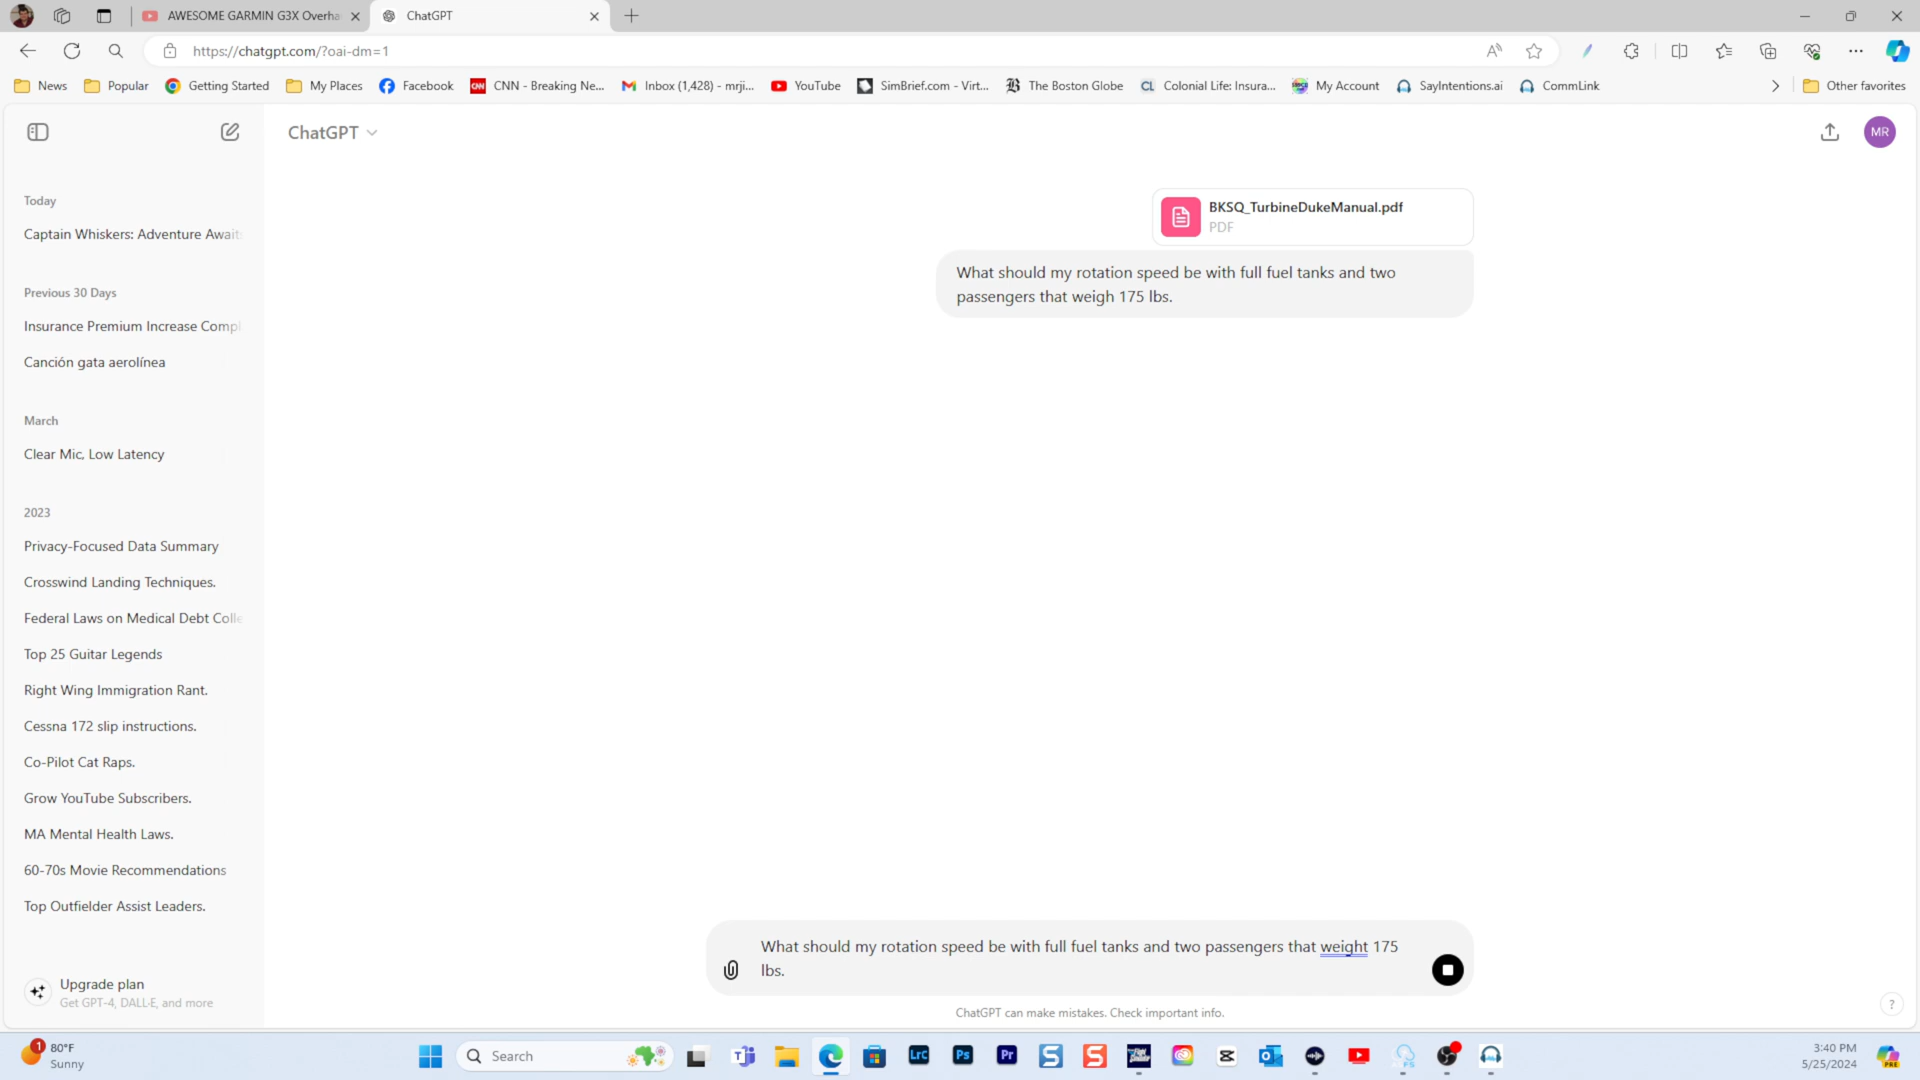 AWESOME GARMIN G3X Overha
ChatGPT
https://chatgpt.com/?oai-dm=1
News
Popular
Getting Started
My Places
Facebook
CNN - Breaking Ne...
Inbox (1,428) - mrji...
YouTube
SimBrief.com - Virt...
The Boston Globe
Colonial Life: Insura...
My Account
SayIntentions.ai
CommLink
Other favorites
ChatGPT
MR
Today
Captain Whiskers: Adventure Await
Previous 30 Days
Insurance Premium Increase Compl
Canción gata aerolínea
March
Clear Mic, Low Latency
2023
Privacy-Focused Data Summary
Crosswind Landing Techniques.
Federal Laws on Medical Debt Colle
Top 25 Guitar Legends
Right Wing Immigration Rant.
Cessna 172 slip instructions.
Co-Pilot Cat Raps.
Grow YouTube Subscribers.
MA Mental Health Laws.
60-70s Movie Recommendations
Top Outfielder Assist Leaders.
Upgrade plan
Get GPT-4, DALL·E, and more
BKSQ_TurbineDukeManual.pdf
PDF
What should my rotation speed be with full fuel tanks and two
passengers that weigh 175 lbs.
What should my rotation speed be with full fuel tanks and two passengers that weight 175
lbs.
ChatGPT can make mistakes. Check important info.
?
1
80°F
Sunny
Search
LrC
Ps
Pr
3:40 PM
5/25/2024
PRE